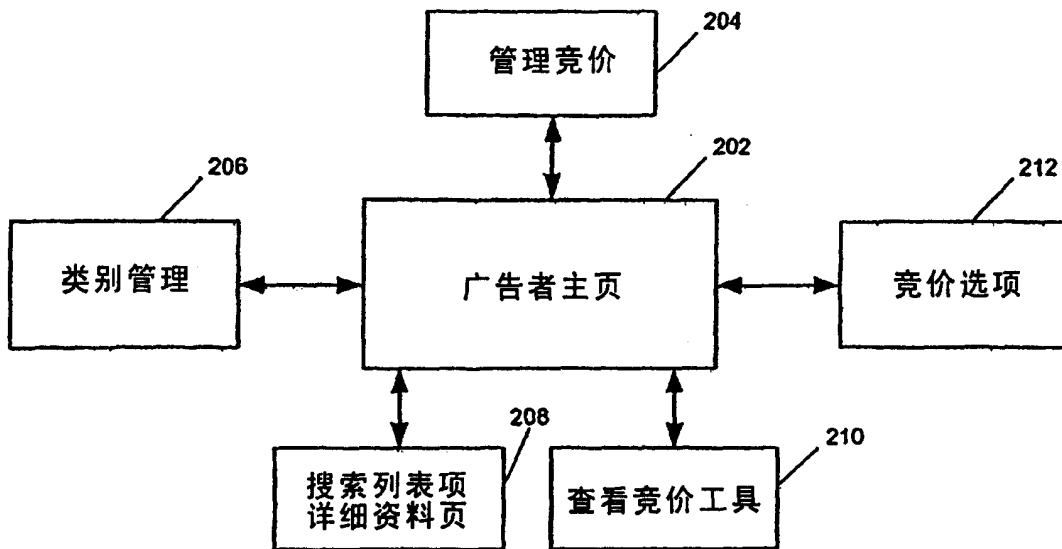 204
管理竞价
202
206
212
类别管理
广告者主页
竞价选项
208
210
搜索列表项
详细资料页
查看竞价工具